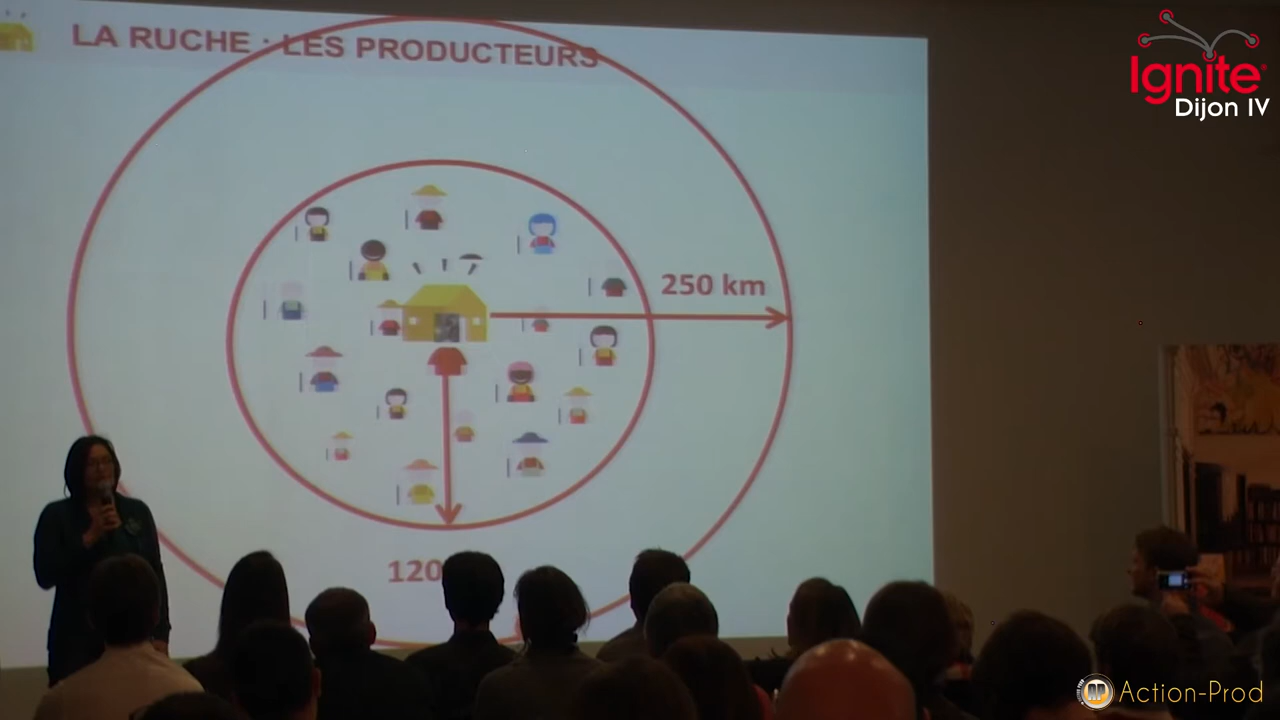 LA RUCHE : LES PRODUCTEURS
Ignite
Dijon IV
250 km
120
Action-Prod